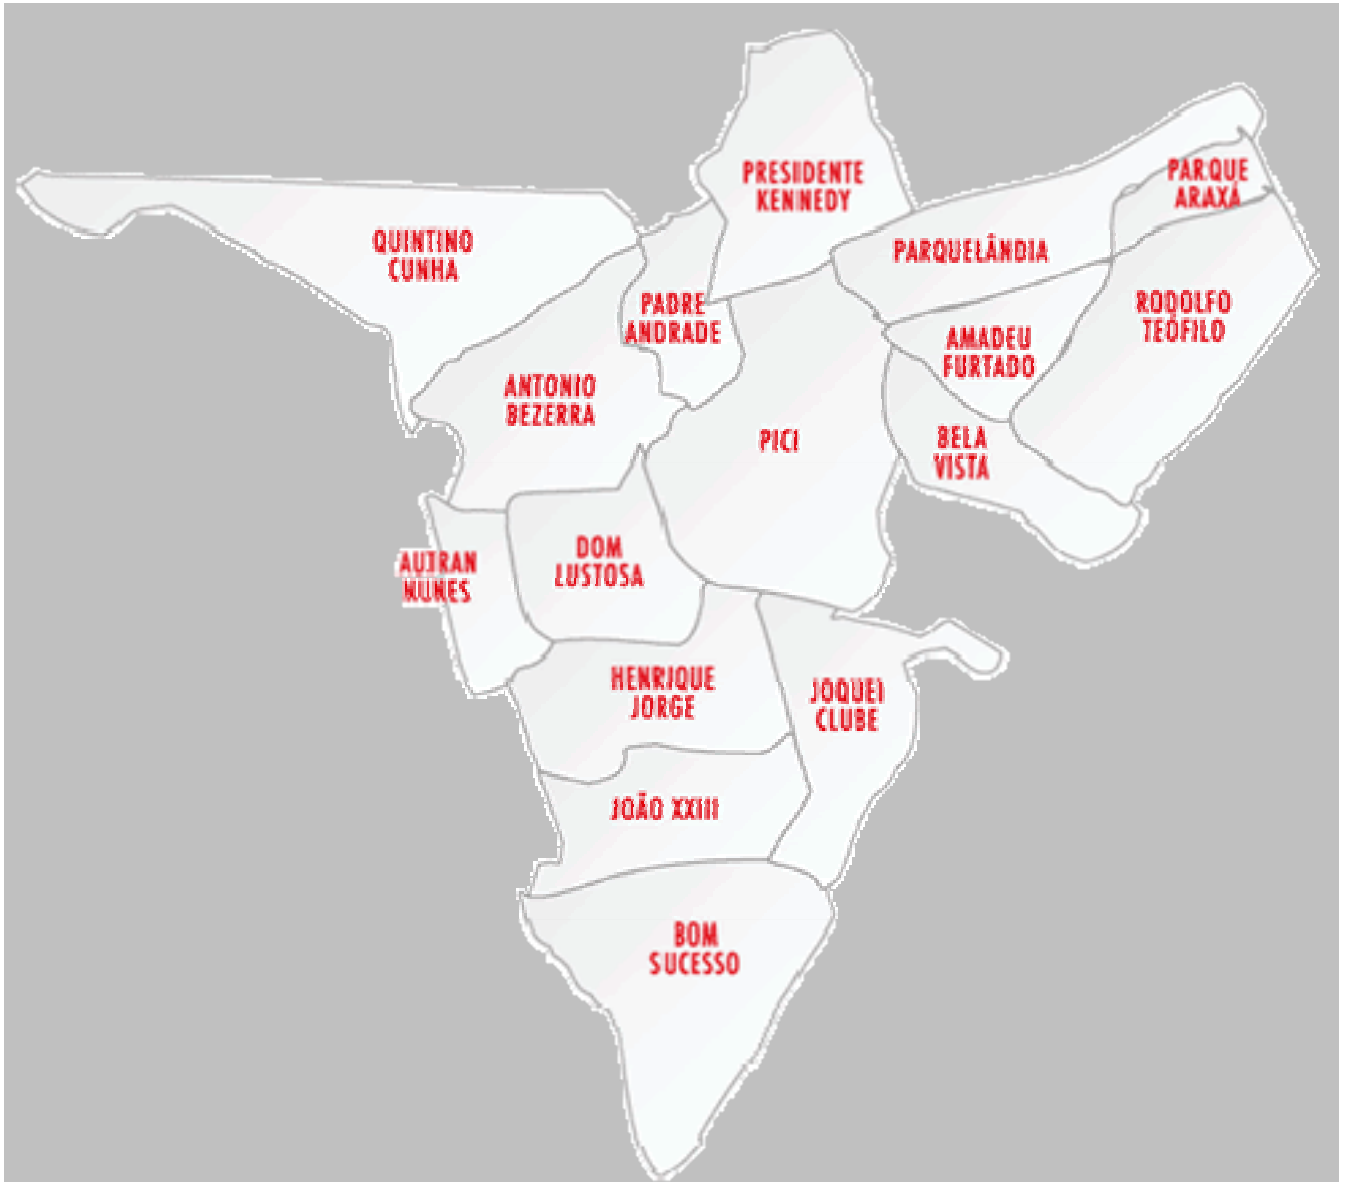 PRESIDENTE
KENNEDY
PARQUE
ARAXÁ
QUINTINO
CUNHA
PARQUELÂNDIA
PADRE
ANDRADE
RODOLFO
TEÓFILO
AMADEU
FURTADO
ANTONIO
BEZERRA
PICI
BELA
VISTA
AUTRAN
NUNES
DOM
LUSTOSA
HENRIQUE
JORGE
JOQUEI
CLUBE
JOÃO XXIII
BOM
SUCESSO